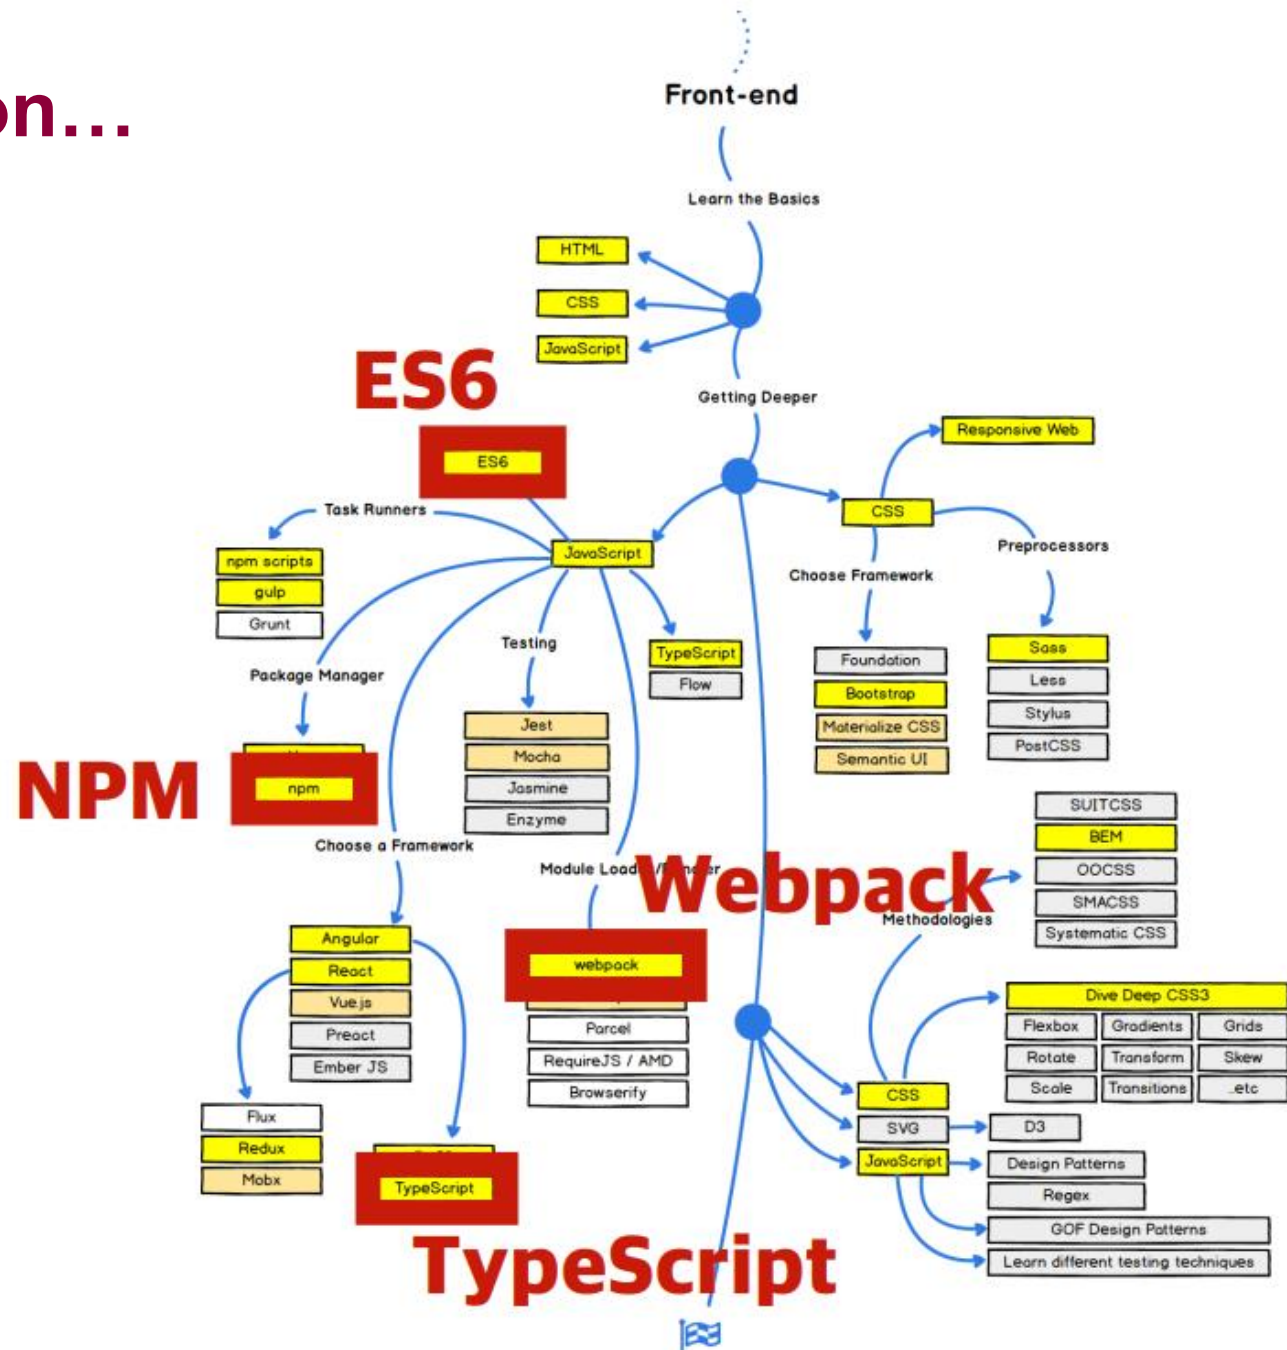 on...
Front-end
Learn the Basics
HTML
CSS
JavaScript
Getting Deeper
ES6
ES6
Responsive Web
CSS
Task Runners
JavaScript
Preprocessors
npm scripts
gulp
Grunt
Choose Framework
Testing
TypeScript
Flow
Foundation
Bootstrap
Materialize CSS
Semantic UI
Sass
Less
Stylus
PostCSS
Package Manager
Jest
Mocha
Jasmine
Enzyme
NPM
npm
SUITCSS
BEM
OOCSS
SMACSS
Systematic CSS
Choose a Framework
Module
Webpack
Methodologies
Angular
React
Vue.js
Preact
Ember JS
webpack
Parcel
RequireJS / AMD
Browserify
Dive Deep CSS3
Flexbox Gradients Grids
Rotate Transform Skew
Scale Transitions ..etc
CSS
SVG
D3
JavaScript
Design Patterns
Regex
GOF Design Patterns
Learn different testing techniques
Flux
Redux
Mobx
TypeScript
TypeScript